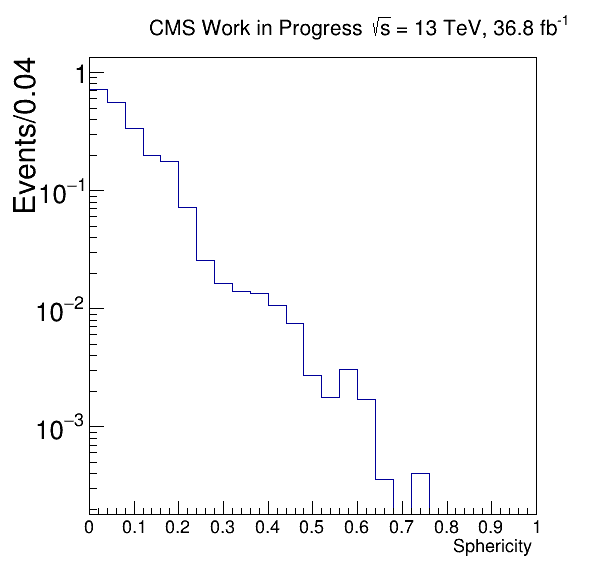 CMS Work in Progress √s = 13 TeV, 36.8 fb⁻¹
Events/0.04
1
10⁻¹
10⁻²
10⁻³
0 0.1 0.2 0.3 0.4 0.5 0.6 0.7 0.8 0.9 1
Sphericity